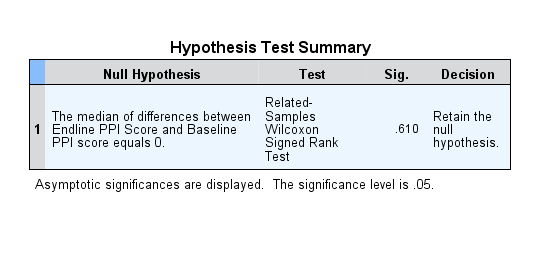 Hypothesis Test Summary
Null Hypothesis Test Sig. Decision
1 The median of differences between Endline PPI Score and Baseline PPI score equals 0. Related-Samples Wilcoxon Signed Rank Test .610 Retain the null hypothesis.
Asymptotic significances are displayed. The significance level is .05.